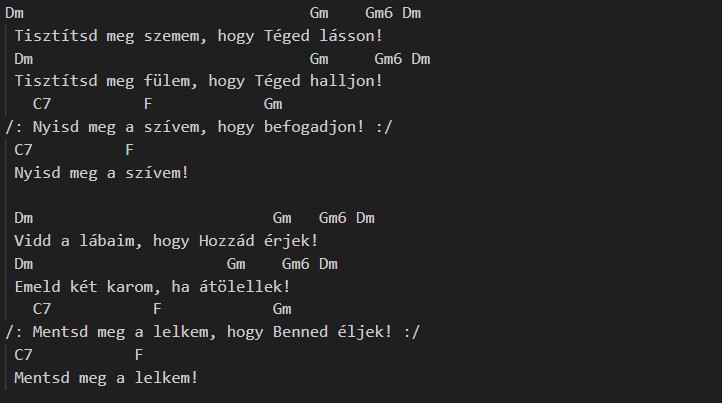 Dm                               Gm    Gm6 Dm
 Tisztítsd meg szemem, hogy Téged lásson!
 Dm                              Gm     Gm6 Dm
 Tisztítsd meg fülem, hogy Téged halljon!
   C7          F            Gm
/: Nyisd meg a szívem, hogy befogadjon! :/
 C7          F
 Nyisd meg a szívem!

 Dm                          Gm   Gm6 Dm
 Vidd a lábaim, hogy Hozzád érjek!
 Dm                     Gm    Gm6 Dm
 Emeld két karom, ha átölellek!
   C7           F            Gm
/: Mentsd meg a lelkem, hogy Benned éljek! :/
 C7           F
 Mentsd meg a lelkem!